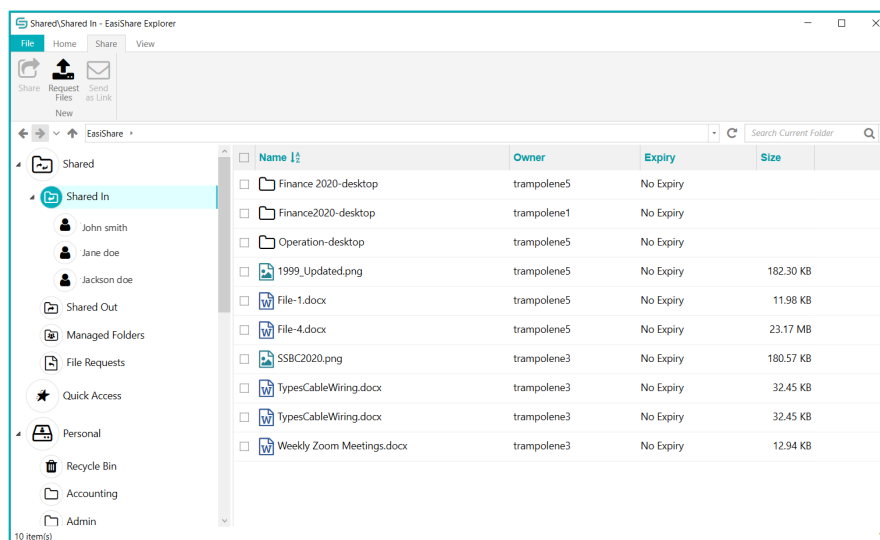 Shared\Shared In - EasiShare Explorer
File Home Share View
Share Request Files Send as Link
New
EasiShare Search Current Folder
Shared
Shared In
John smith
Jane doe
Jackson doe
Shared Out
Managed Folders
File Requests
Quick Access
Personal
Recycle Bin
Accounting
Admin
Name Owner Expiry Size
Finance 2020-desktop trampolene5 No Expiry
Finance2020-desktop trampolene1 No Expiry
Operation-desktop trampolene5 No Expiry
1999_Updated.png trampolene5 No Expiry 182.30 KB
File-1.docx trampolene5 No Expiry 11.98 KB
File-4.docx trampolene5 No Expiry 23.17 MB
SSBC2020.png trampolene3 No Expiry 180.57 KB
TypesCableWiring.docx trampolene3 No Expiry 32.45 KB
TypesCableWiring.docx trampolene3 No Expiry 32.45 KB
Weekly Zoom Meetings.docx trampolene3 No Expiry 12.94 KB
10 item(s)